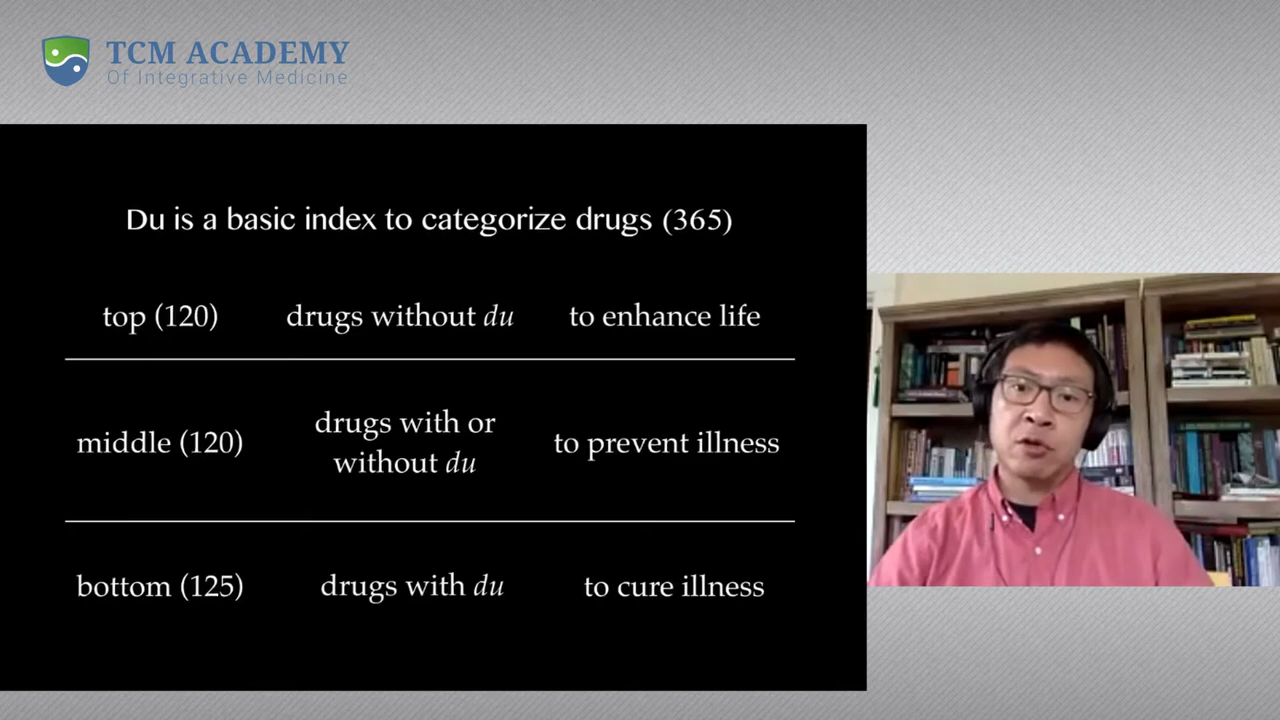 TCM ACADEMY
Of Integrative Medicine
Du is a basic index to categorize drugs (365)
top (120) drugs without du to enhance life
middle (120) drugs with or without du to prevent illness
bottom (125) drugs with du to cure illness